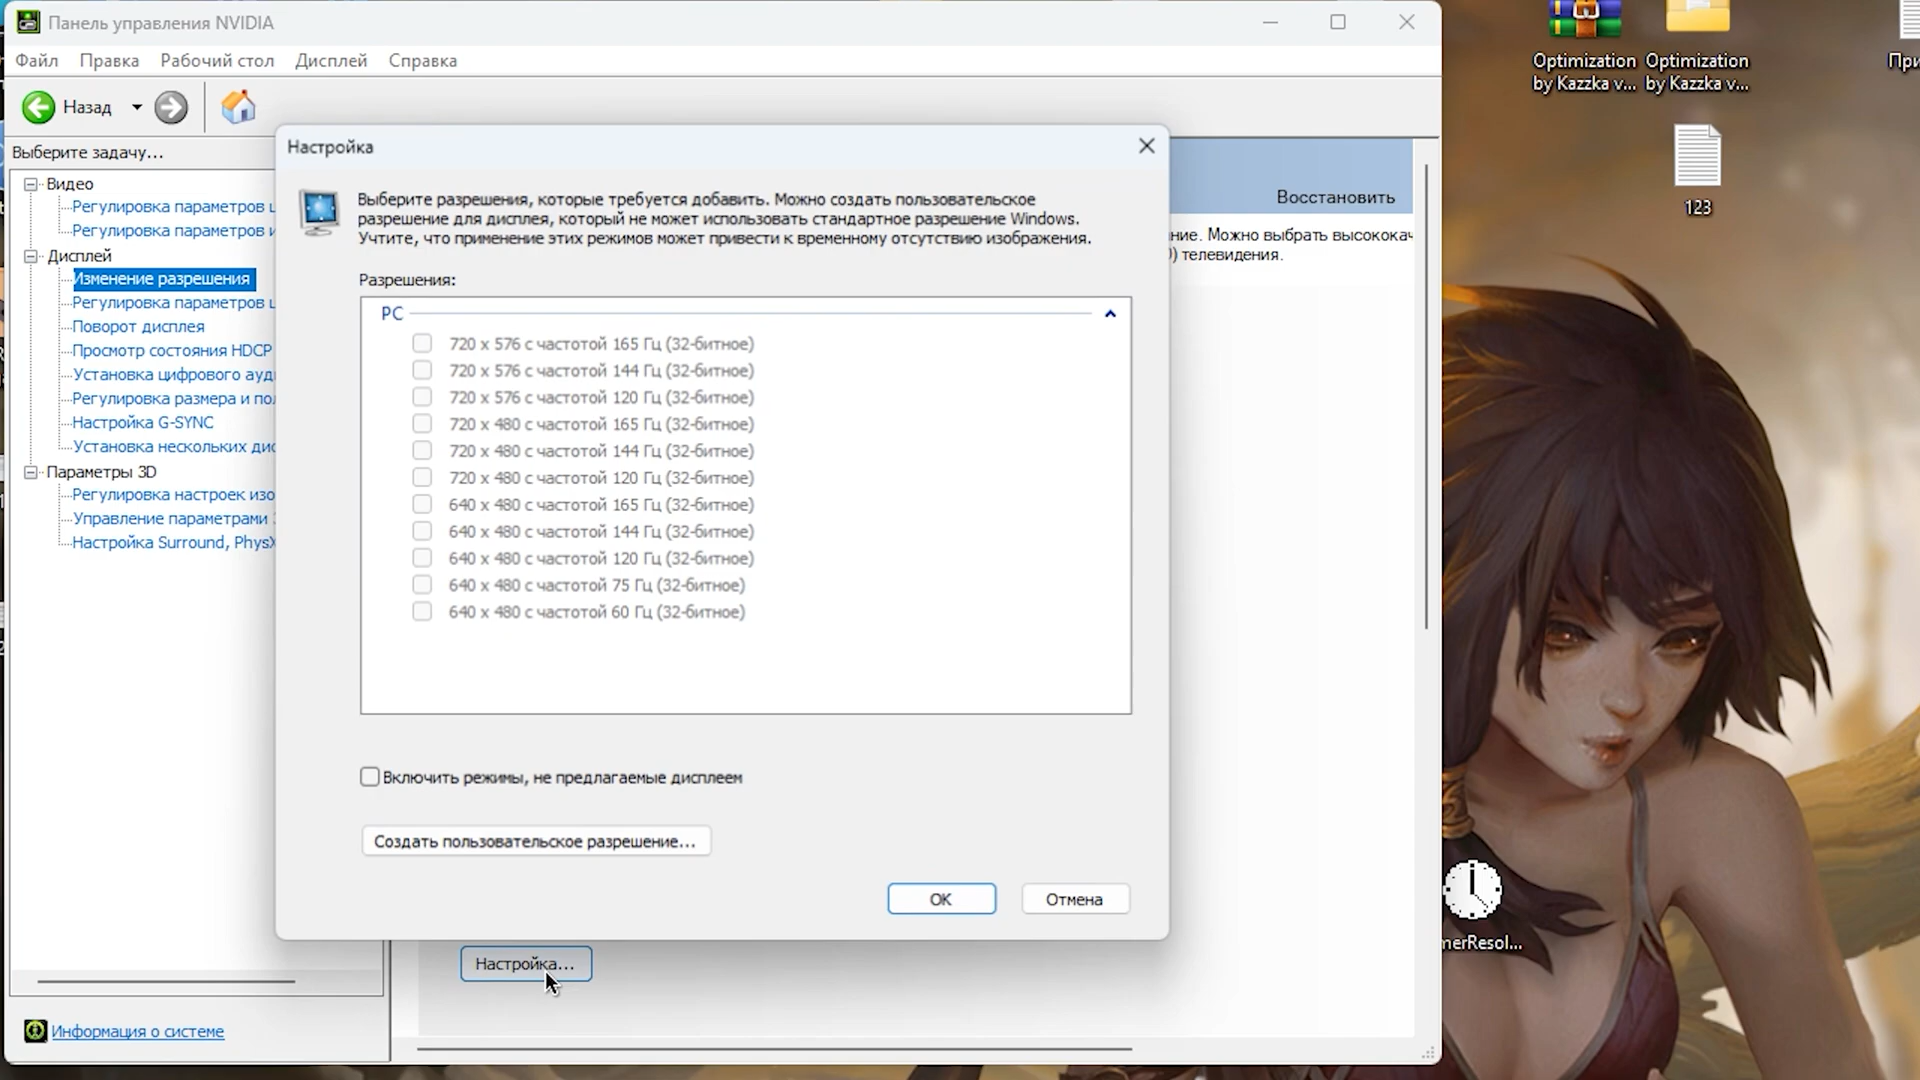 Панель управления NVIDIA
Файл Правка Рабочий стол Дисплей Справка
Назад
Выберите задачу...
Видео
Регулировка параметров
Регулировка параметров
Дисплей
Изменение разрешения
Регулировка параметров
Поворот дисплея
Просмотр состояния HDCP
Установка цифрового ауд
Регулировка размера и по
Настройка G-SYNC
Установка нескольких дис
Параметры 3D
Регулировка настроек изо
Управление параметрами
Настройка Surround, PhysX
Информация о системе
Настройка
Выберите разрешения, которые требуется добавить. Можно создать пользовательское
разрешение для дисплея, который не может использовать стандартное разрешение Windows.
Учтите, что применение этих режимов может привести к временному отсутствию изображения.
Разрешения:
PC
720 x 576 с частотой 165 Гц (32-битное)
720 x 576 с частотой 144 Гц (32-битное)
720 x 576 с частотой 120 Гц (32-битное)
720 x 480 с частотой 165 Гц (32-битное)
720 x 480 с частотой 144 Гц (32-битное)
720 x 480 с частотой 120 Гц (32-битное)
640 x 480 с частотой 165 Гц (32-битное)
640 x 480 с частотой 144 Гц (32-битное)
640 x 480 с частотой 120 Гц (32-битное)
640 x 480 с частотой 75 Гц (32-битное)
640 x 480 с частотой 60 Гц (32-битное)
Включить режимы, не предлагаемые дисплеем
Создать пользовательское разрешение...
OK
Отмена
Настройка...
Восстановить
ние. Можно выбрать высококач
) телевидения.
Optimization
by Kazzka v...
Optimization
by Kazzka v...
При
123
merResol...